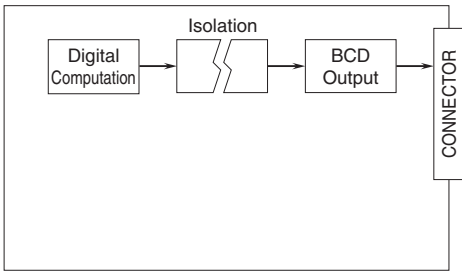 Isolation
Digital
Computation
BCD
Output
CONNECTOR